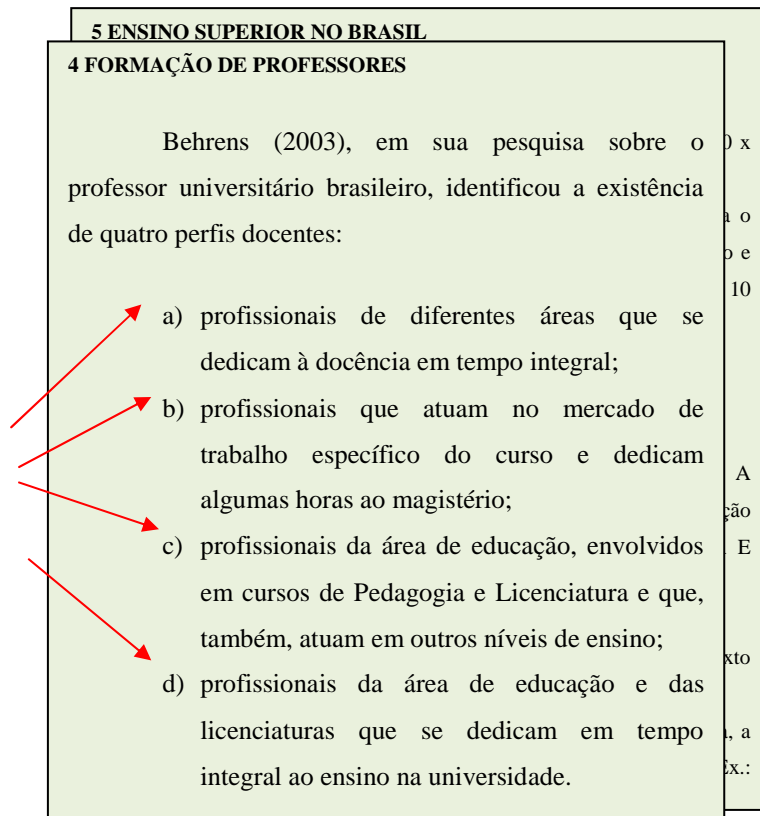 5 ENSINO SUPERIOR NO BRASIL
4 FORMAÇÃO DE PROFESSORES
Behrens (2003), em sua pesquisa sobre o
professor universitário brasileiro, identificou a existência
de quatro perfis docentes:
a) profissionais de diferentes áreas que se
dedicam à docência em tempo integral;
b) profissionais que atuam no mercado de
trabalho específico do curso e dedicam
algumas horas ao magistério;
c) profissionais da área de educação, envolvidos
em cursos de Pedagogia e Licenciatura e que,
também, atuam em outros níveis de ensino;
d) profissionais da área de educação e das
licenciaturas que se dedicam em tempo
integral ao ensino na universidade.
x
o
e
10
A
E
a